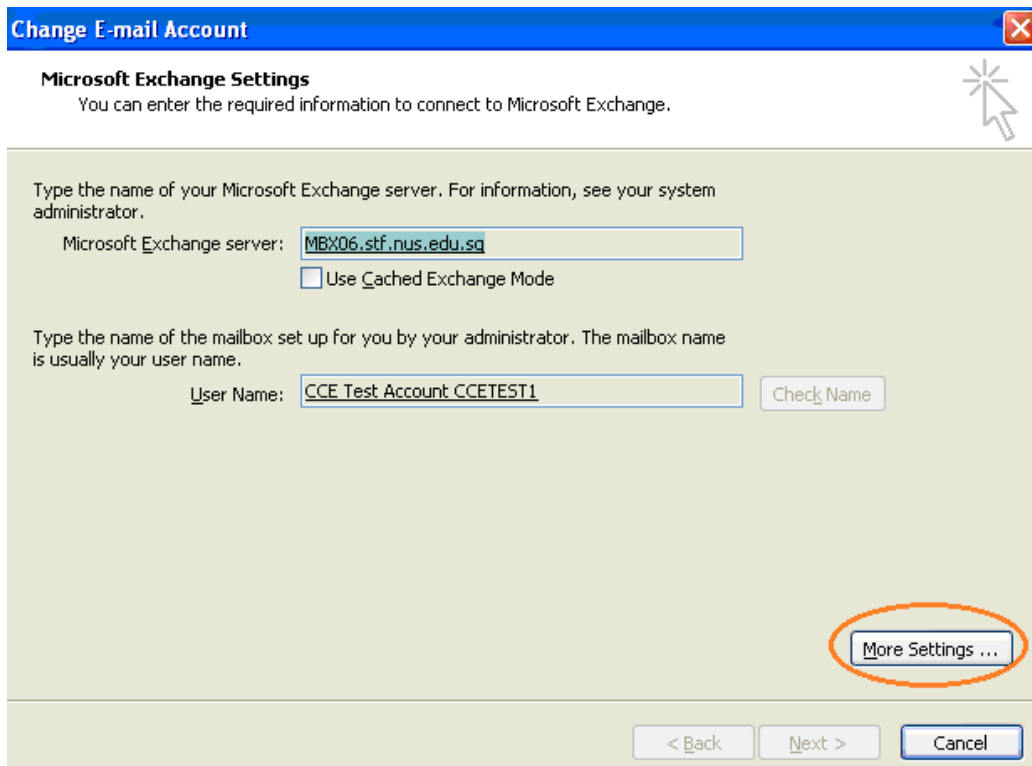 Change E-mail Account
Microsoft Exchange Settings
You can enter the required information to connect to Microsoft Exchange.
Type the name of your Microsoft Exchange server. For information, see your system
administrator.
Microsoft Exchange server: MBX06.stf.nus.edu.sg
Use Cached Exchange Mode
Type the name of the mailbox set up for you by your administrator. The mailbox name
is usually your user name.
User Name: CCE Test Account CCETEST1 Check Name
More Settings ...
< Back Next > Cancel